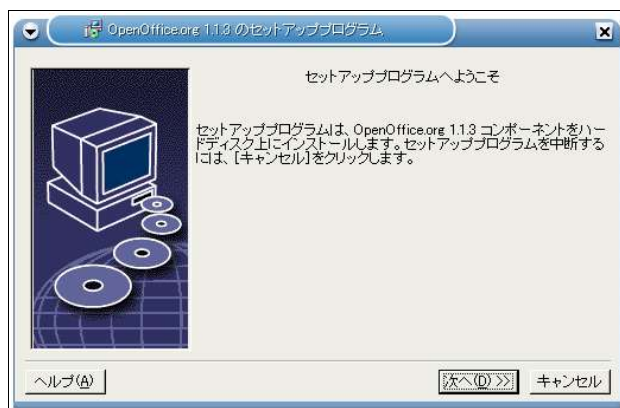 OpenOffice.org 1.1.3 のセットアッププログラム
セットアッププログラムへようこそ
セットアッププログラムは、OpenOffice.org 1.1.3 コンポーネントをハー
ドディスク上にインストールします。セットアッププログラムを中断する
には、[キャンセル]をクリックします。
ヘルプ(A)
次へ(D) >>
キャンセル